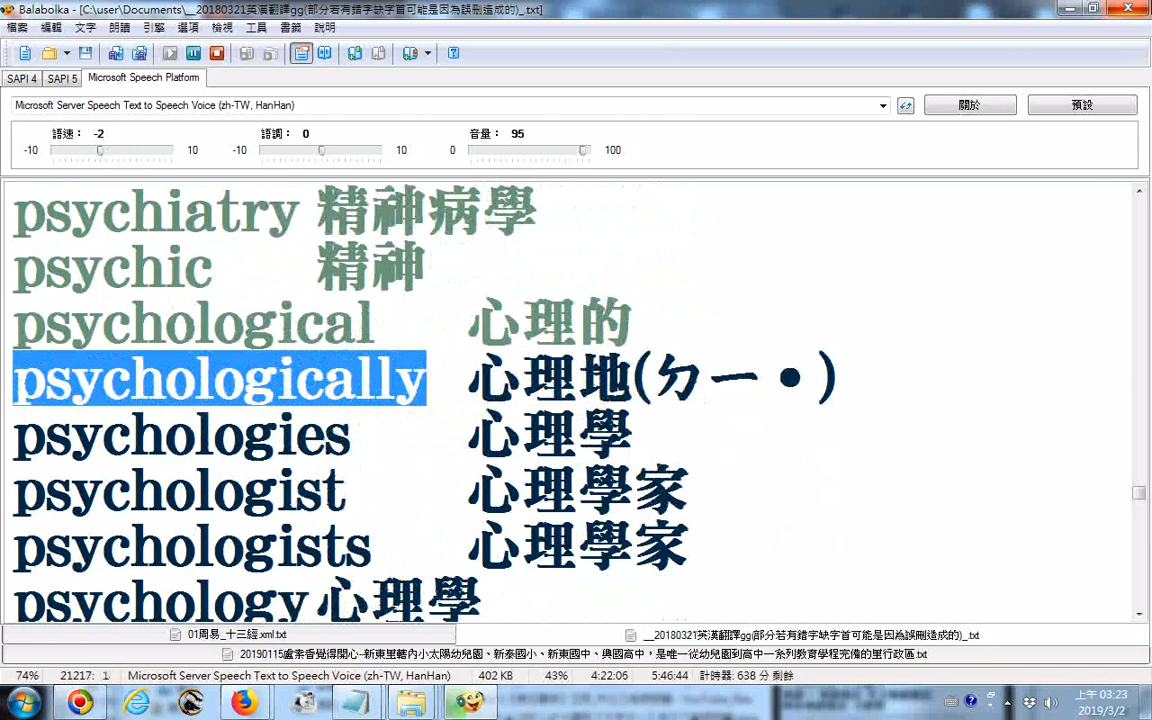 Balabolka - [C:\user\Documents\__20180321英漢翻譯gg(部分若有錯字缺字首可能是因為誤刪造成的)_.txt]
檔案 編輯 文字 朗讀 引擎 選項 檢視 工具 書籤 說明
SAPI 4 SAPI 5 Microsoft Speech Platform
Microsoft Server Speech Text to Speech Voice (zh-TW, HanHan) 關於 預設
語速: -2 語調: 0 音量: 95
-10 10 -10 10 0 100
psychiatry 精神病學
psychic 精神
psychological 心理的
psychologically 心理地(ㄉㄧ•)
psychologies 心理學
psychologist 心理學家
psychologists 心理學家
psychology 心理學
01周易_十三經.xml.txt __20180321英漢翻譯gg(部分若有錯字缺字首可能是因為誤刪造成的)_.txt
20190115盧素香覺得開心-新東里轄內小太陽幼兒園、新泰國小、新東國中、興國高中，是唯一從幼兒園到高中一系列教育學程完備的里行政區.txt
74% 21217: 1 Microsoft Server Speech Text to Speech Voice (zh-TW, HanHan) 402 KB 43% 4:22:06 5:46:44 計時器: 638 分 剩餘
上午 03:23
2019/3/2